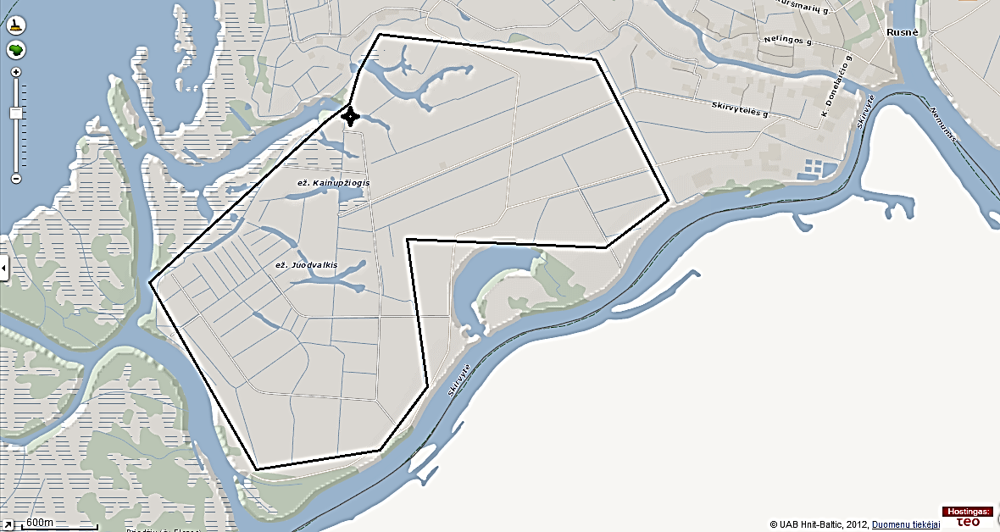 Kuršmarių g.
Rusnė
Neringos g
K. Donelaičio g
Skirvytėlės g
Skirvytė
Nemunas
ež. Kainupžiogis
ež. Juodvalkis
Skirvytė
600m
© UAB Hnit-Baltic, 2012, Duomenų tiekėjai
Hostingas:
teo